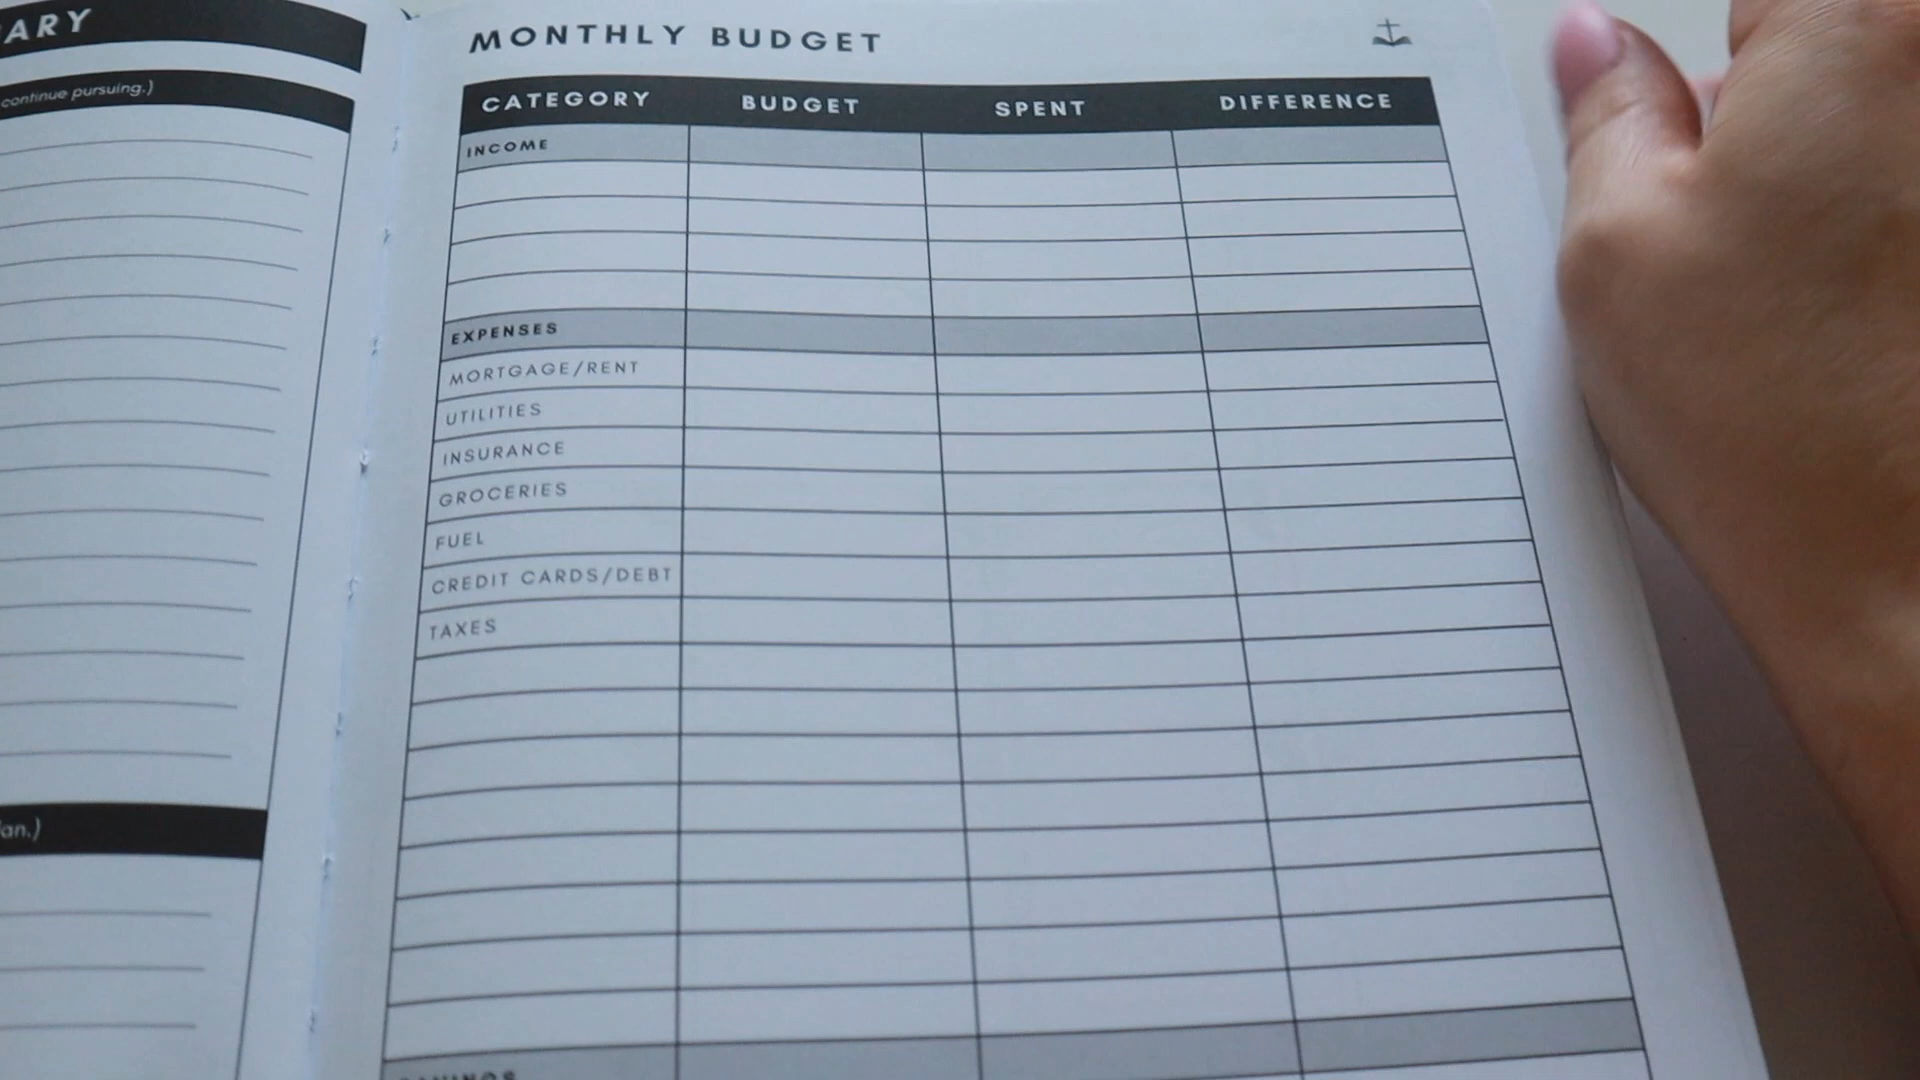 ARY
continue pursuing.)
an.)
MONTHLY BUDGET
CATEGORY BUDGET SPENT DIFFERENCE
INCOME
EXPENSES
MORTGAGE/RENT
UTILITIES
INSURANCE
GROCERIES
FUEL
CREDIT CARDS/DEBT
TAXES